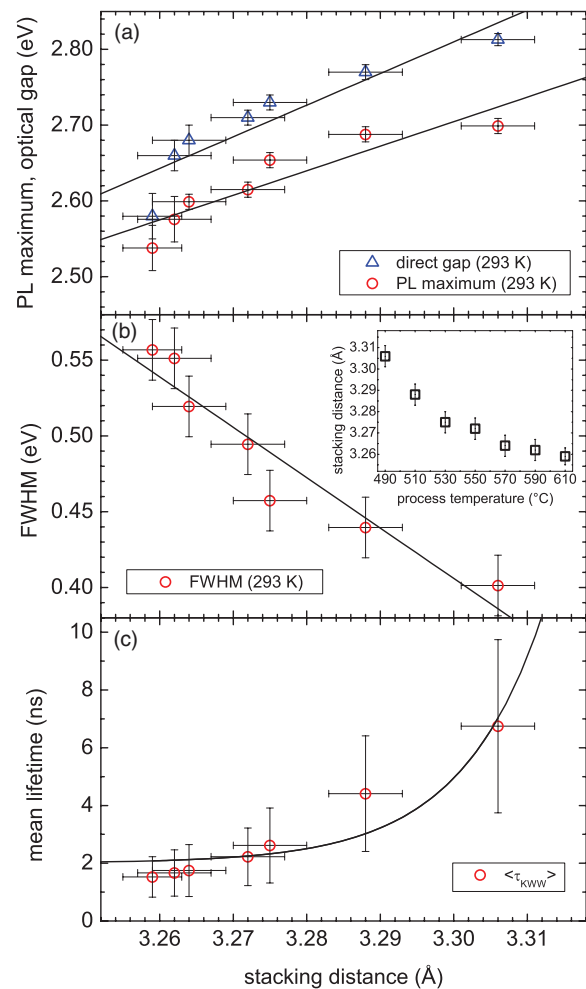 (a)
PL maximum, optical gap (eV)
2.80
2.70
2.60
2.50
direct gap (293 K)
PL maximum (293 K)
(b)
FWHM (eV)
0.55
0.50
0.45
0.40
stacking distance (Å)
3.31
3.30
3.28
3.27
3.26
490 510 530 550 570 590 610
process temperature (°C)
FWHM (293 K)
(c)
mean lifetime (ns)
10
8
6
4
2
0
<τKWW>
3.26 3.27 3.28 3.29 3.30 3.31
stacking distance (Å)